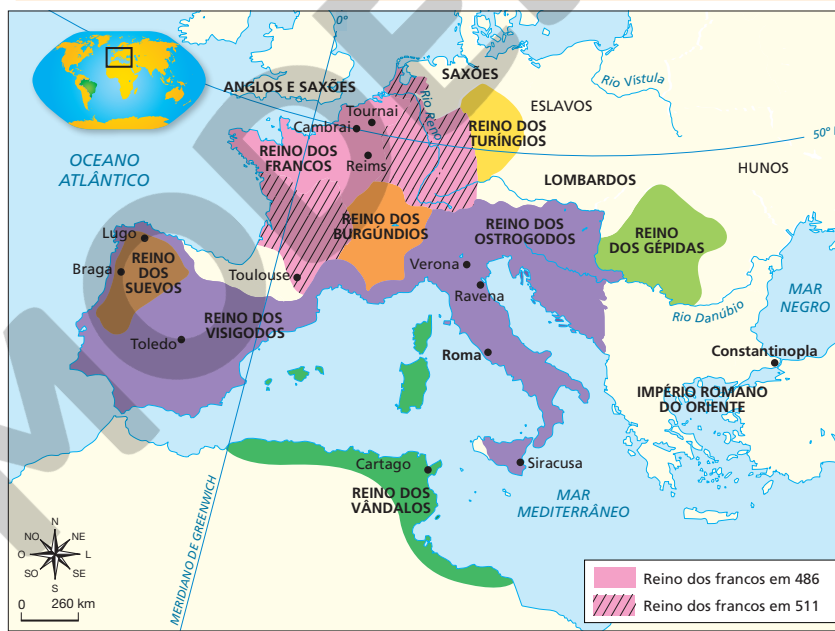 0°
ANGLOS E SAXÕES
SAXÕES
Rio Vístula
Rio Reno
ESLAVOS
Tournai
Cambrai
REINO DOS
TURÍNGIOS
50°
OCEANO
ATLÂNTICO
REINO DOS
FRANCOS
Reims
HUNOS
LOMBARDOS
REINO DOS
BURGÚNDIOS
REINO DOS
OSTROGODOS
REINO
DOS GÉPIDAS
Lugo
Braga
REINO
DOS
SUEVOS
Toulouse
Verona
Ravena
MAR
NEGRO
Rio Danúbio
REINO DOS
VISIGODOS
Toledo
Roma
Constantinopla
IMPÉRIO ROMANO
DO ORIENTE
Cartago
Siracusa
REINO DOS
VÂNDALOS
MAR
MEDITERRÂNEO
MERIDIANO DE GREENWICH
N
NO
NE
O
L
SO
SE
S
0 260 km
Reino dos francos em 486
Reino dos francos em 511